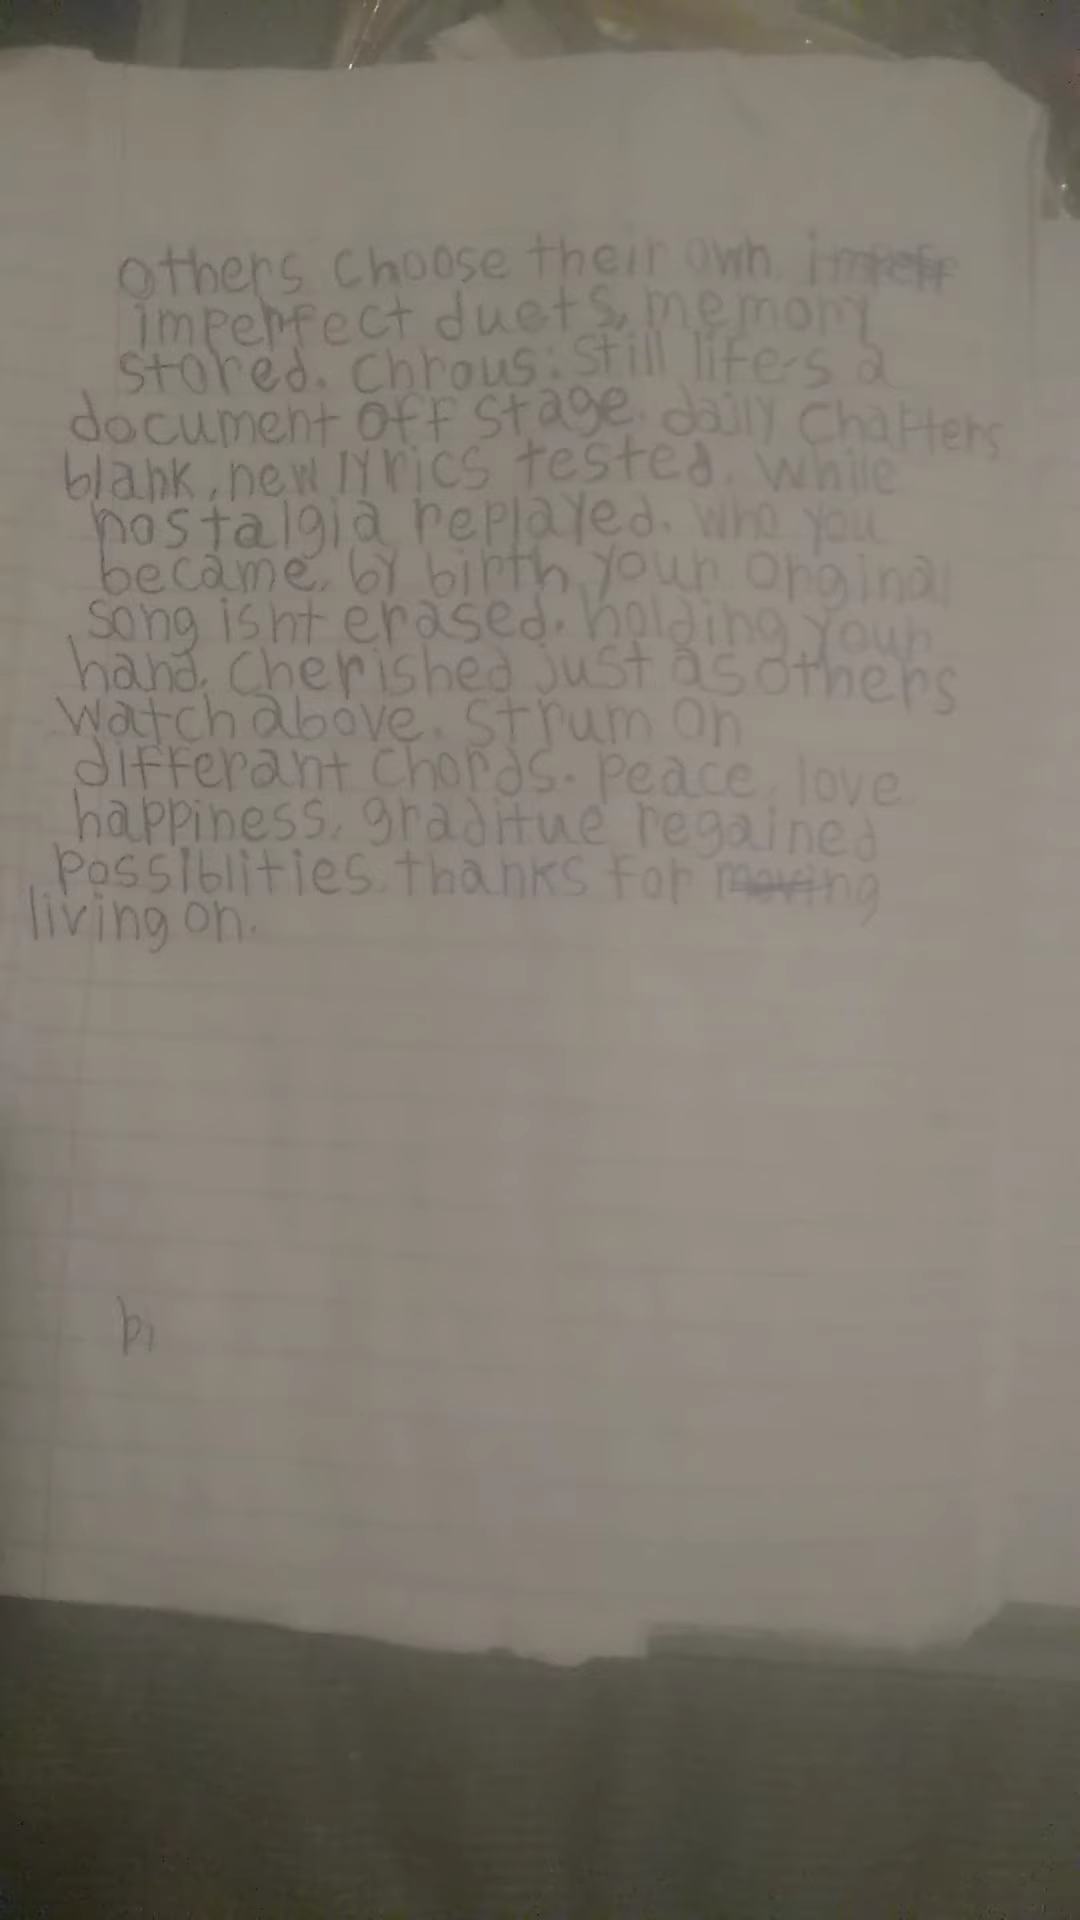 others choose their own. impeff
imperfect duets, memory
stored. Chrous: still life-s a
document off stage. daily Chatters
blank, new lyrics tested. while
nostalgia replayed. who you
became, by birth your orginal
song isnt erased. holding your
hand. Cherished just as others
watch above. strum on
differant chords. peace, love
happiness, graditue regained
possiblities. thanks for moving
living on.